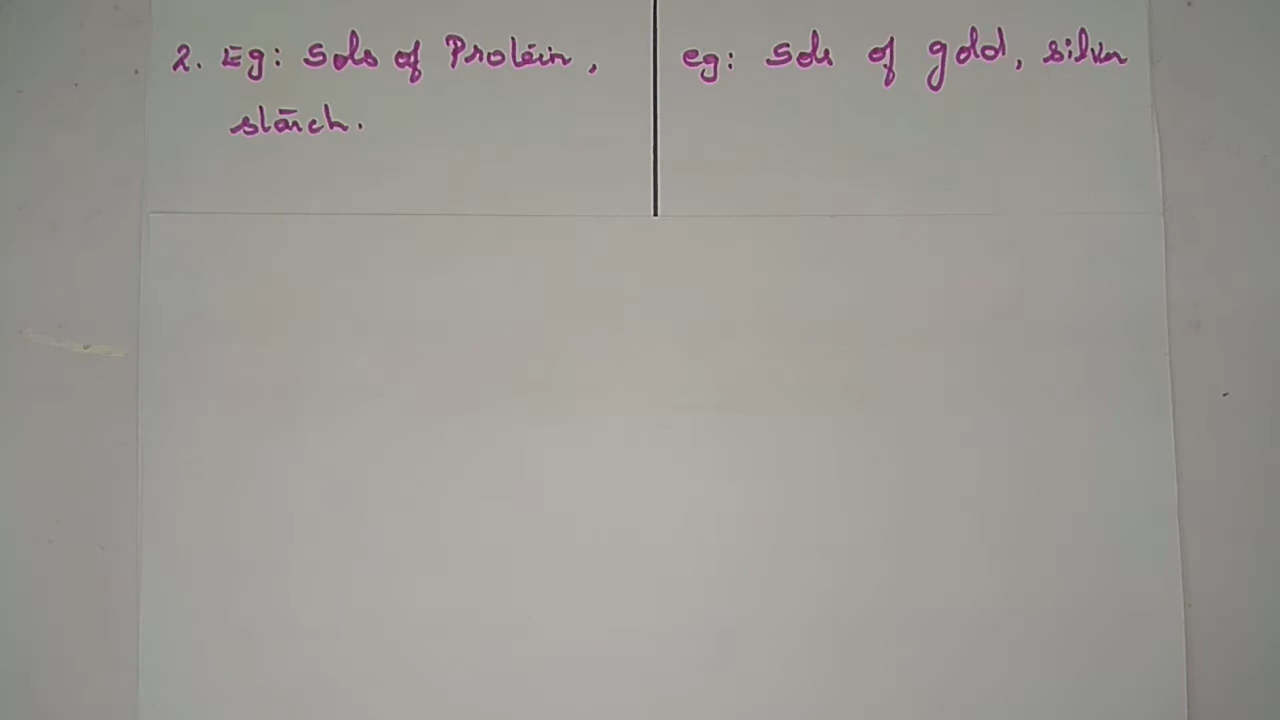 2. Eg: Sols of Protein,
starch.
eg: Sols of gold, silver